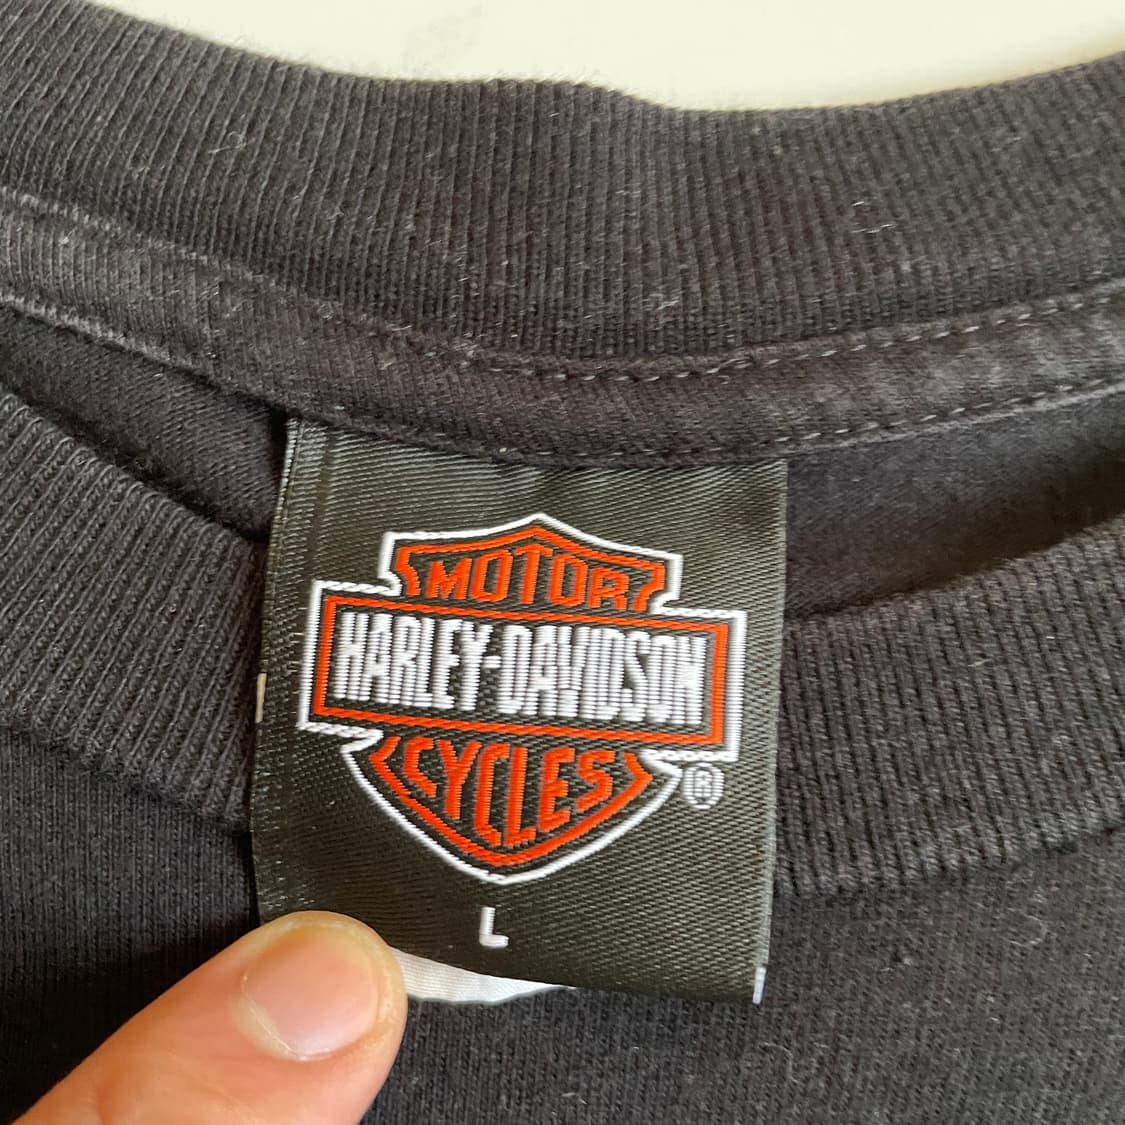 MOTOR
HARLEY-DAVIDSON
CYCLES
®
L